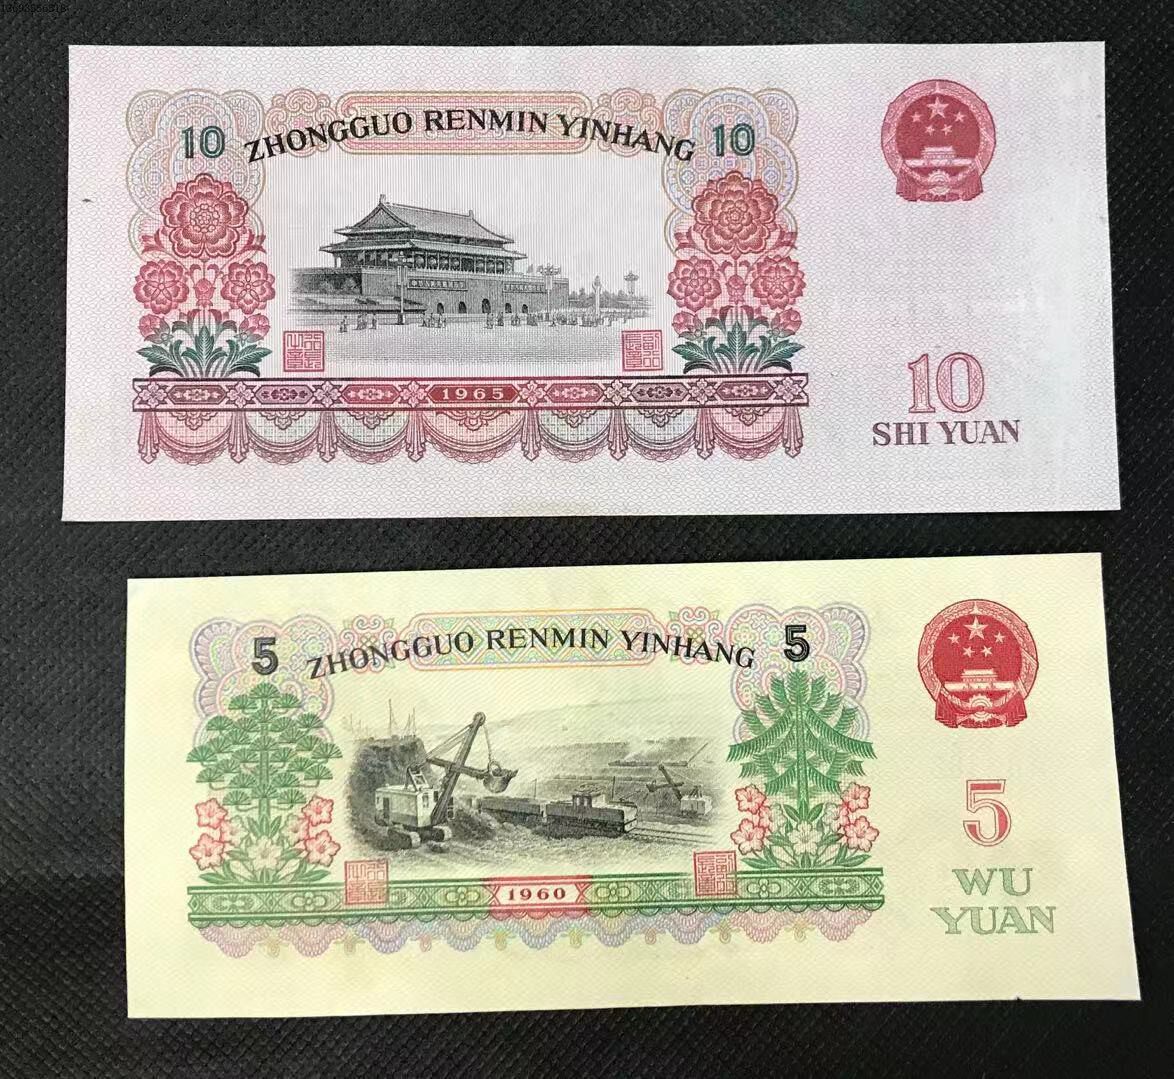 10 ZHONGGUO RENMIN YINHANG 10
1965
10
SHI YUAN
5 ZHONGGUO RENMIN YINHANG 5
1960
5
WU
YUAN